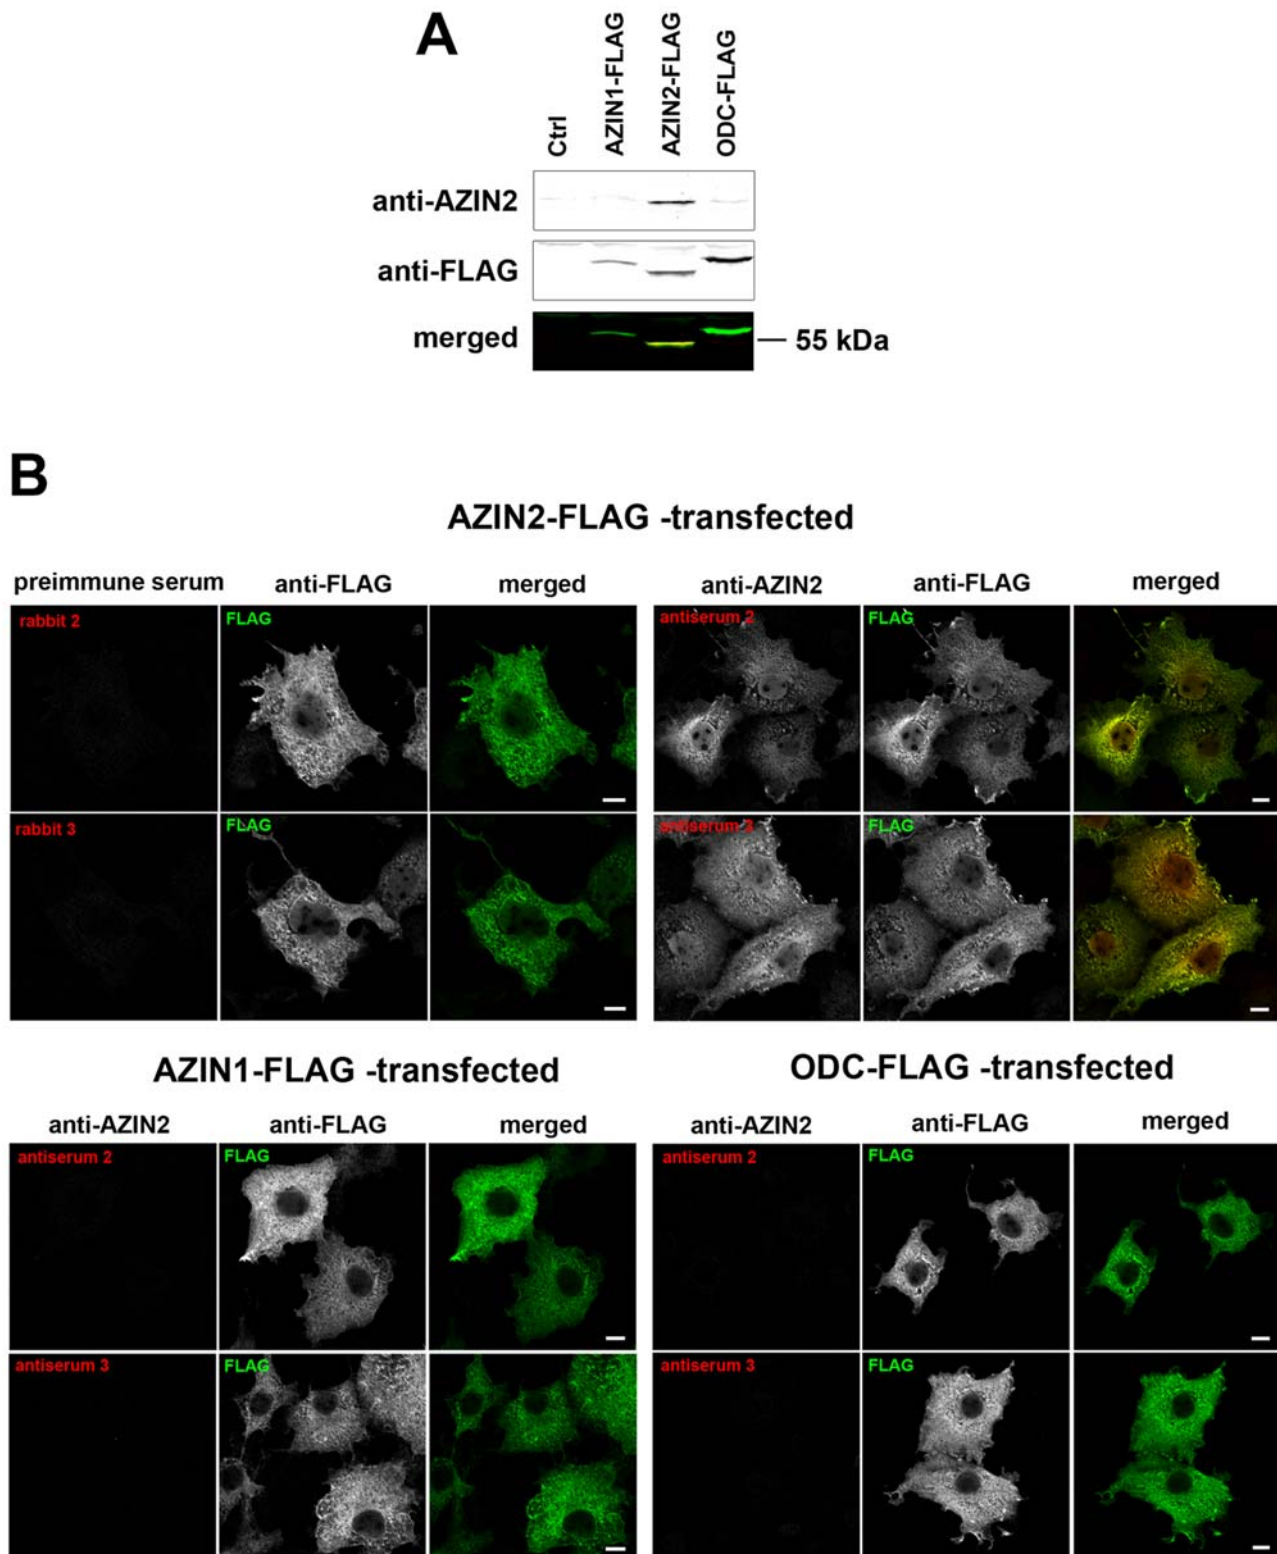 A
Ctrl
AZIN1-FLAG
AZIN2-FLAG
ODC-FLAG
anti-AZIN2
anti-FLAG
merged
55 kDa
B
AZIN2-FLAG -transfected
preimmune serum anti-FLAG merged anti-AZIN2 anti-FLAG merged
rabbit 2 FLAG antiserum 2 FLAG
rabbit 3 FLAG antiserum 3 FLAG
AZIN1-FLAG -transfected ODC-FLAG -transfected
anti-AZIN2 anti-FLAG merged anti-AZIN2 anti-FLAG merged
antiserum 2 FLAG antiserum 2 FLAG
antiserum 3 FLAG antiserum 3 FLAG